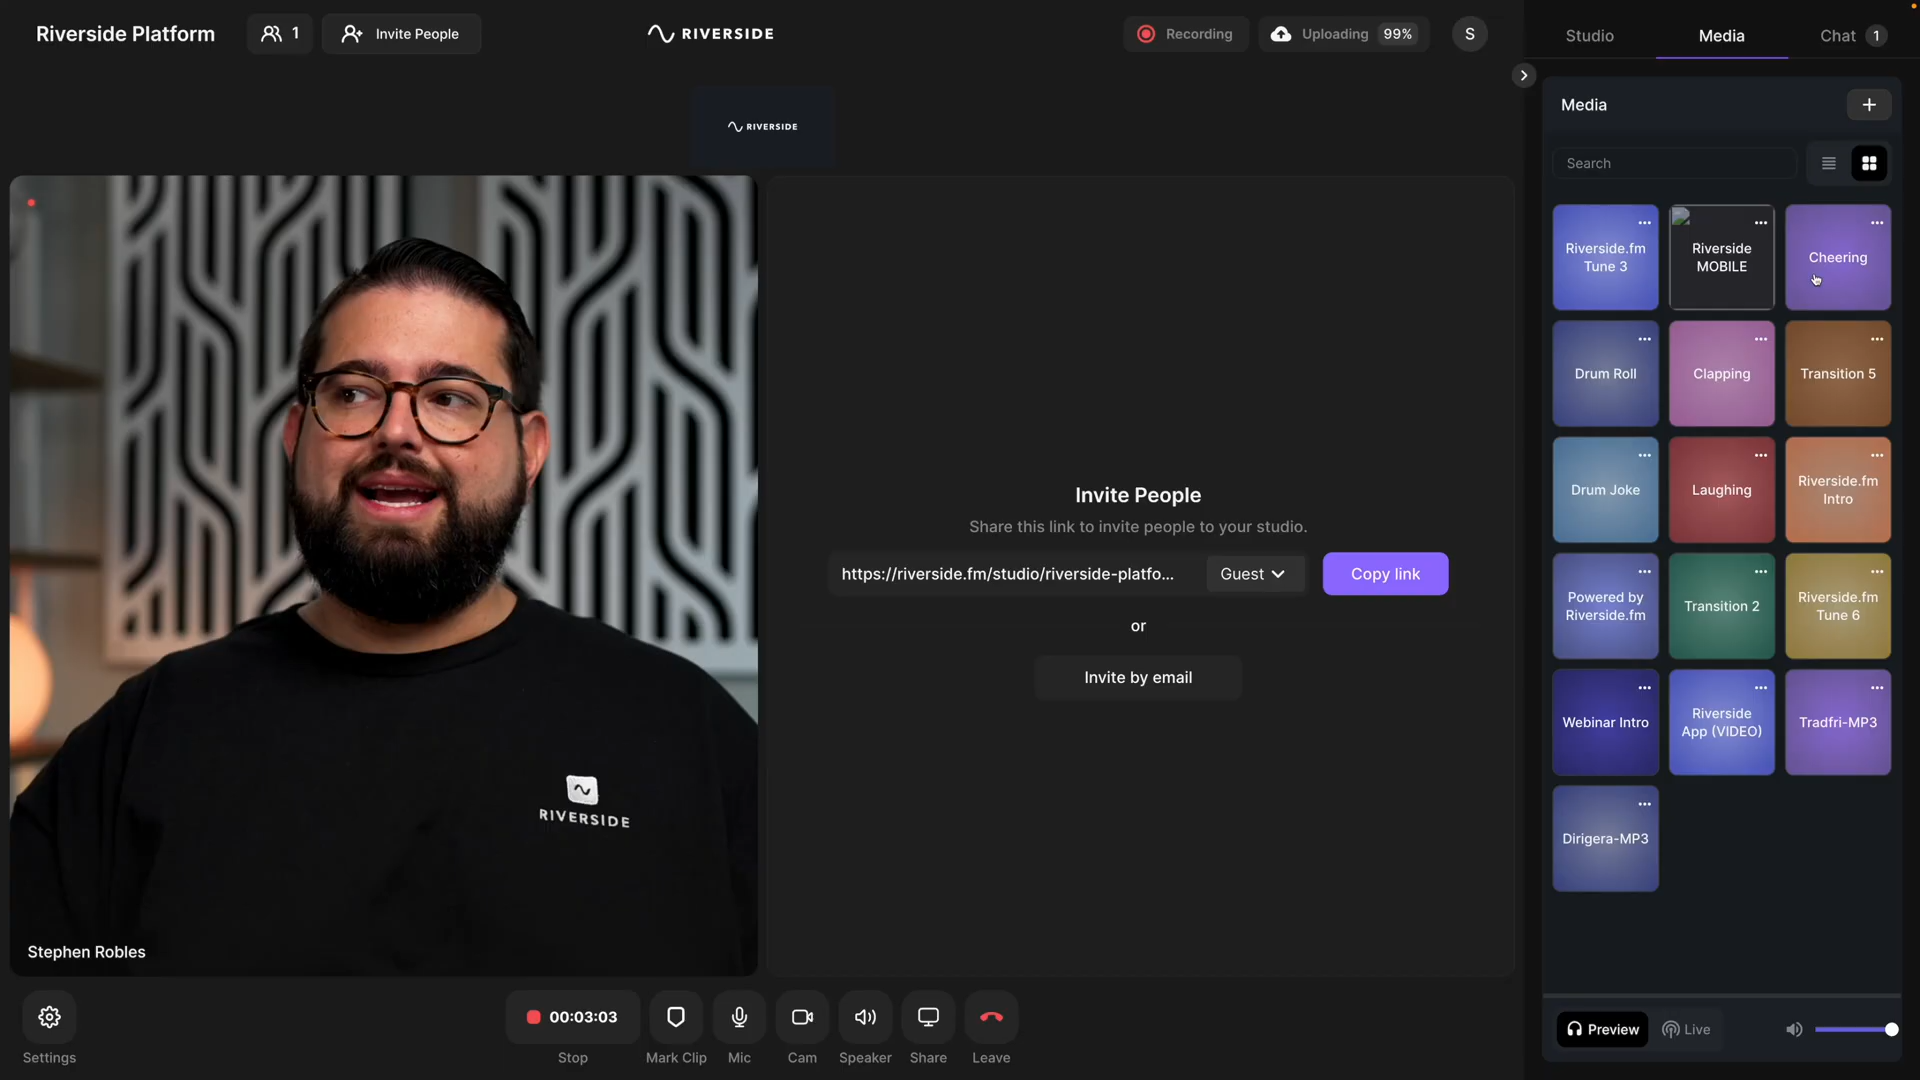 Riverside Platform
1
Invite People
RIVERSIDE
Recording
Uploading 99%
S
Studio
Media
Chat 1
RIVERSIDE
Media
Search
Riverside.fm
Tune 3
Riverside
MOBILE
Cheering
Drum Roll
Clapping
Transition 5
Drum Joke
Laughing
Riverside.fm
Intro
Powered by
Riverside.fm
Transition 2
Riverside.fm
Tune 6
Webinar Intro
Riverside
App (VIDEO)
Tradfri-MP3
Dirigera-MP3
Invite People
Share this link to invite people to your studio.
https://riverside.fm/studio/riverside-platfo...
Guest
Copy link
or
Invite by email
RIVERSIDE
Stephen Robles
Settings
00:03:03
Stop
Mark Clip
Mic
Cam
Speaker
Share
Leave
Preview
Live